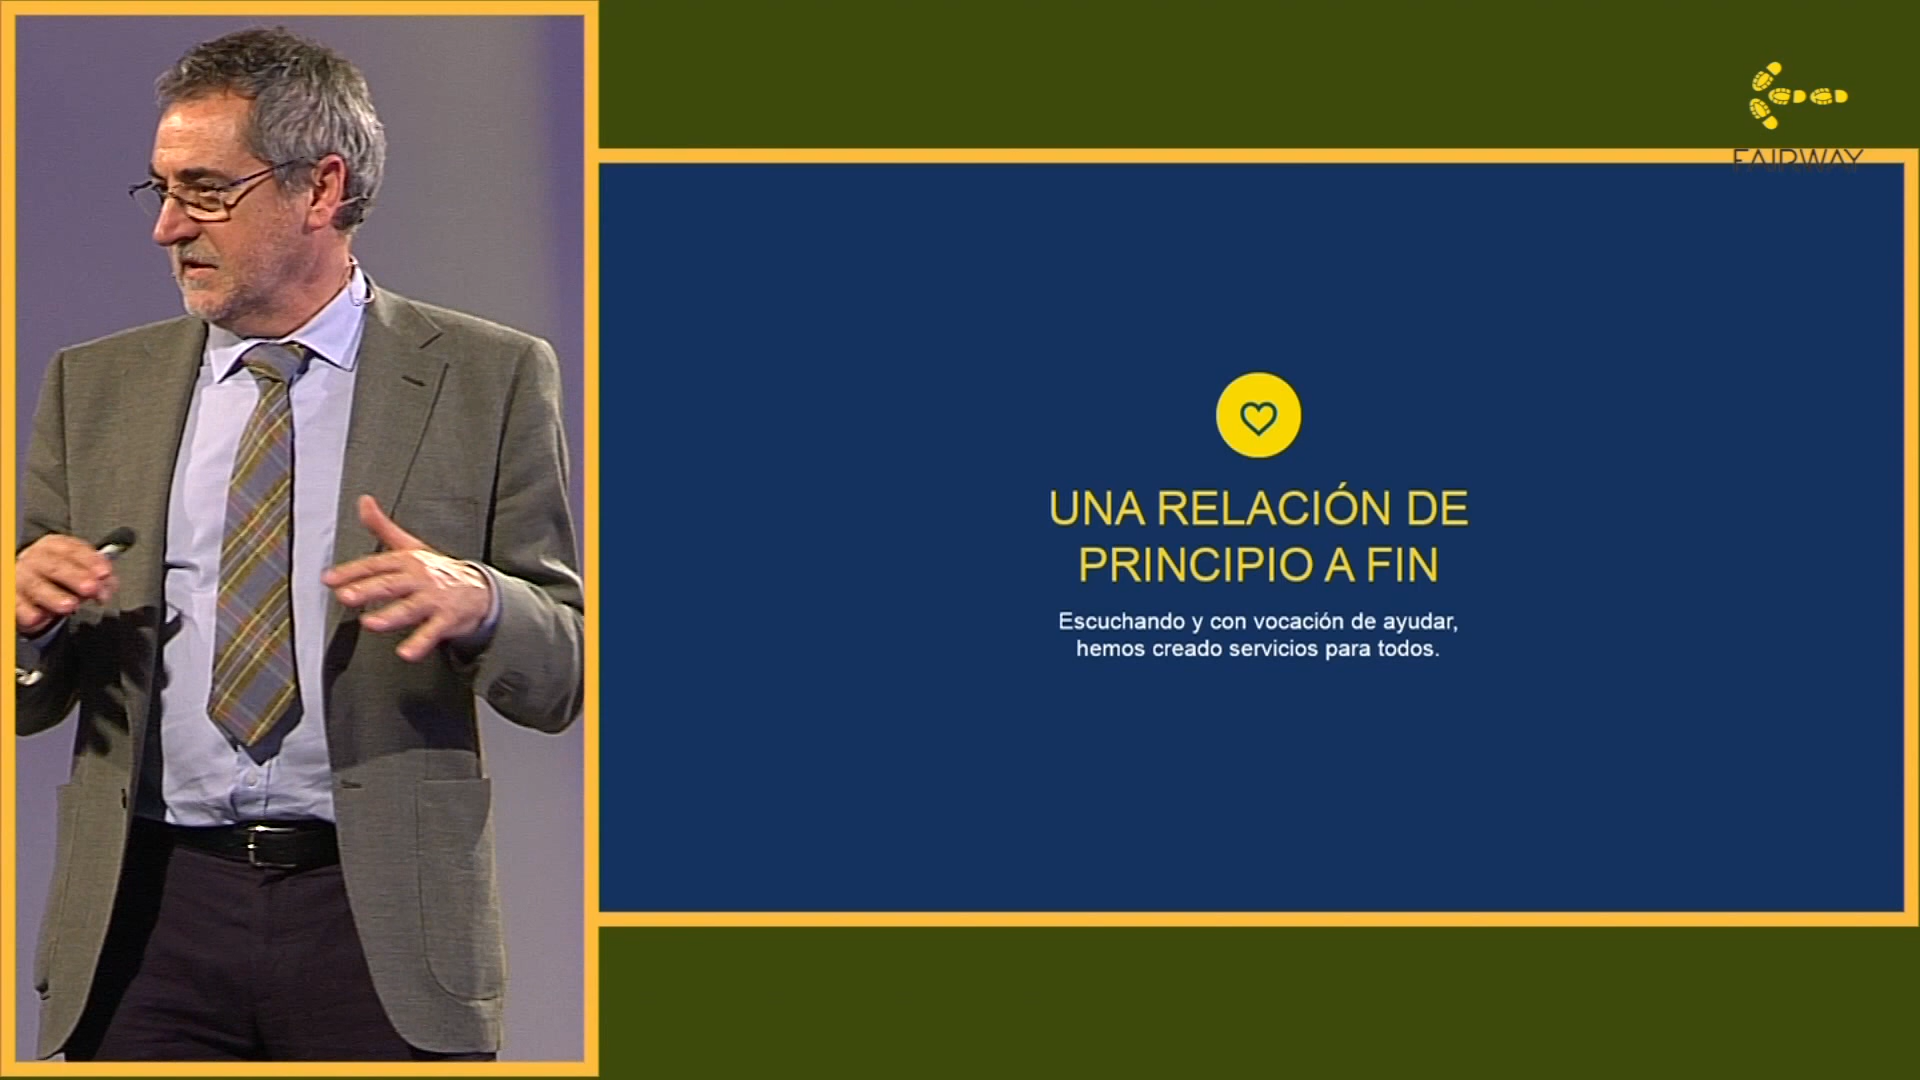 FAIRWAY
UNA RELACIÓN DE
PRINCIPIO A FIN
Escuchando y con vocación de ayudar,
hemos creado servicios para todos.